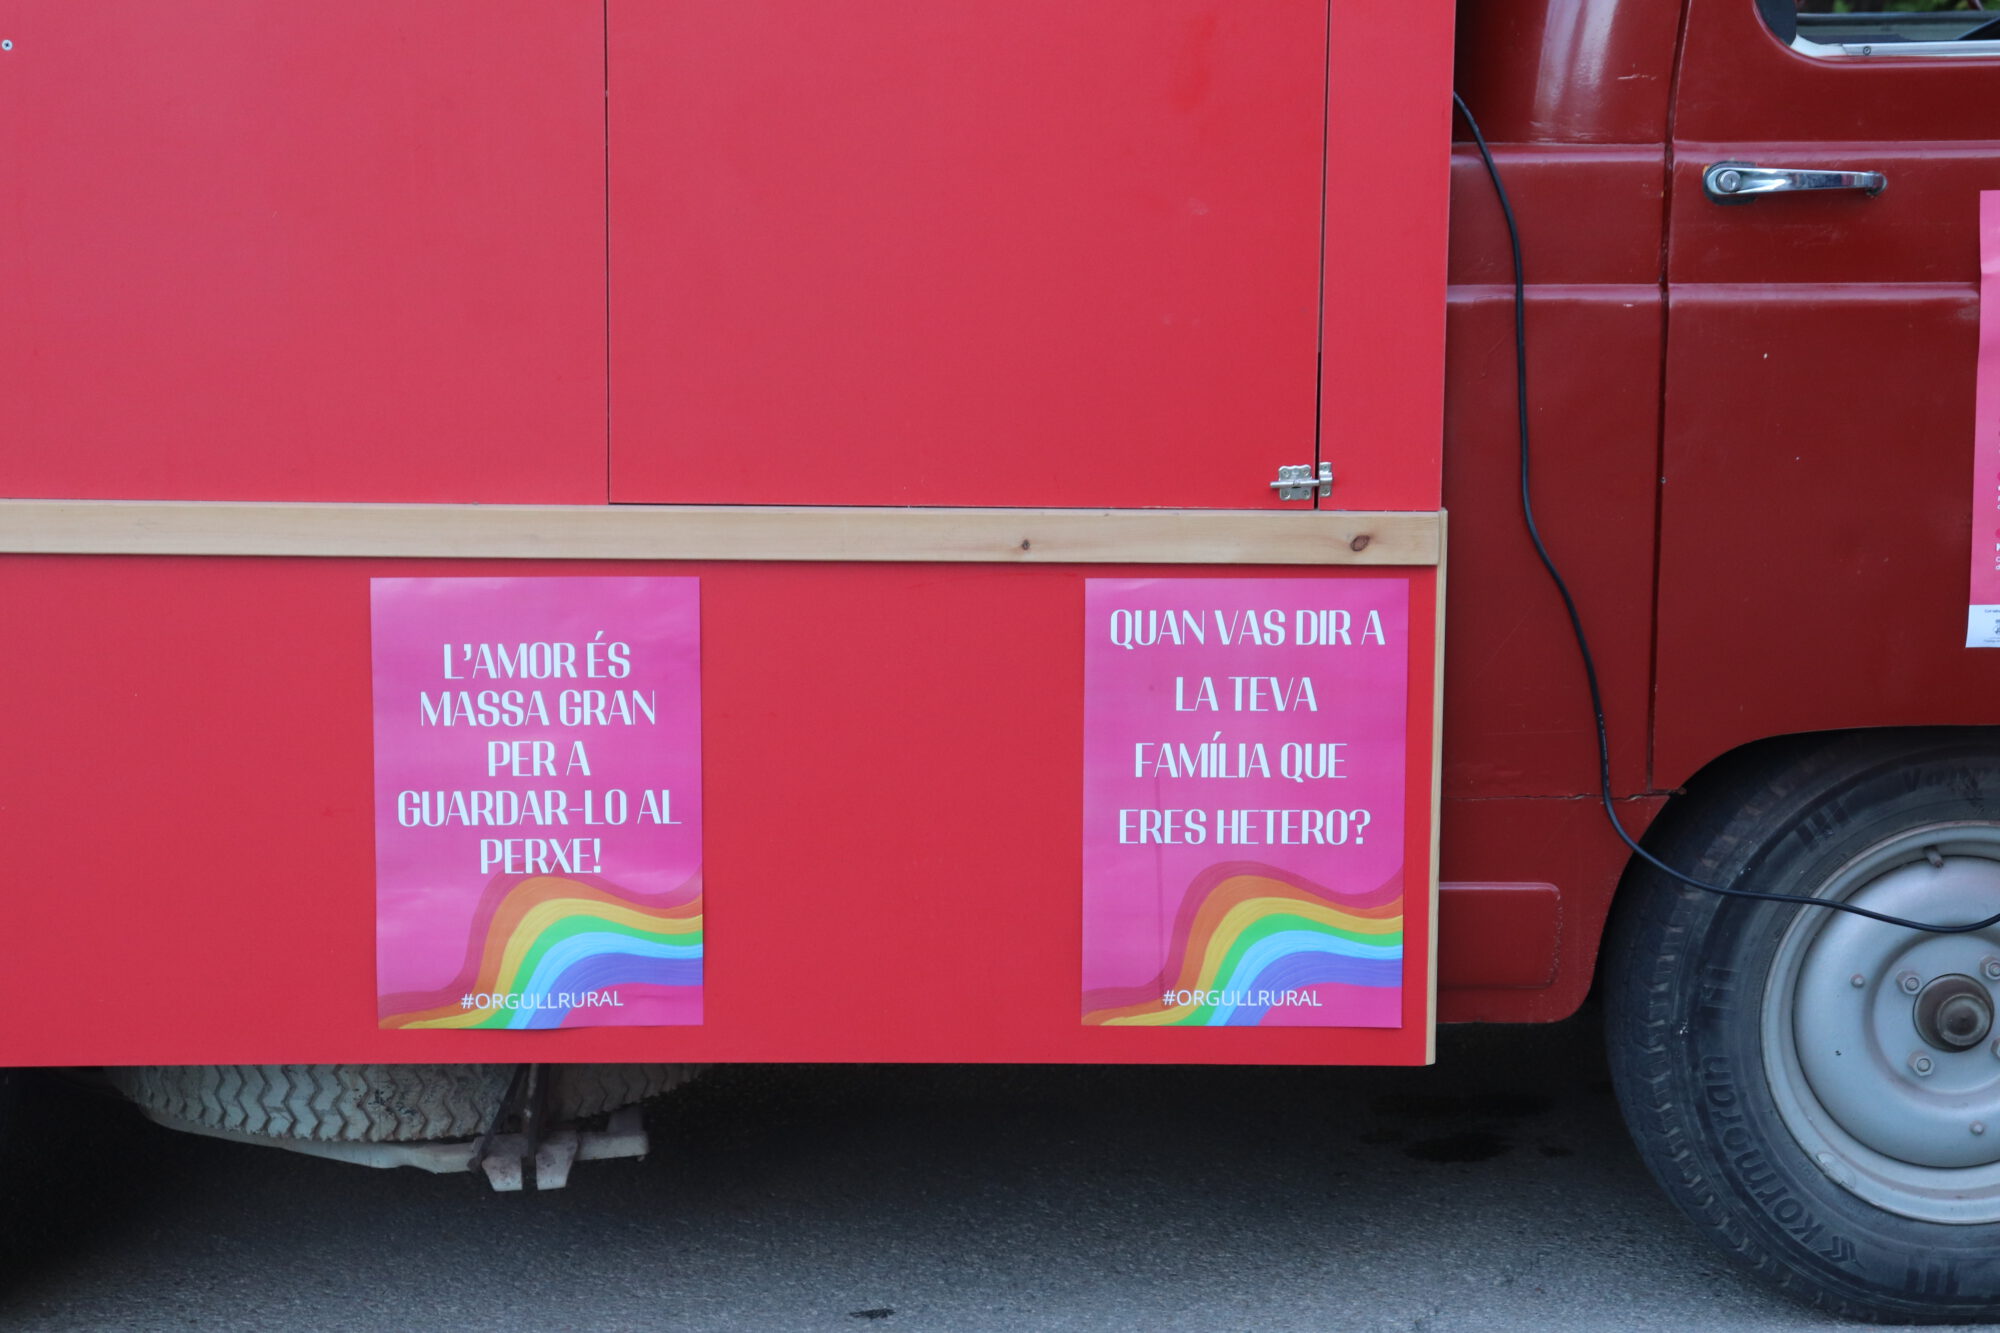 L'AMOR ÉS
MASSA GRAN
PER A
GUARDAR-LO AL
PERXE!
#ORGULLRURAL
QUAN VAS DIR A
LA TEVA
FAMÍLIA QUE
ERES HETERO?
#ORGULLRURAL
Kormoran